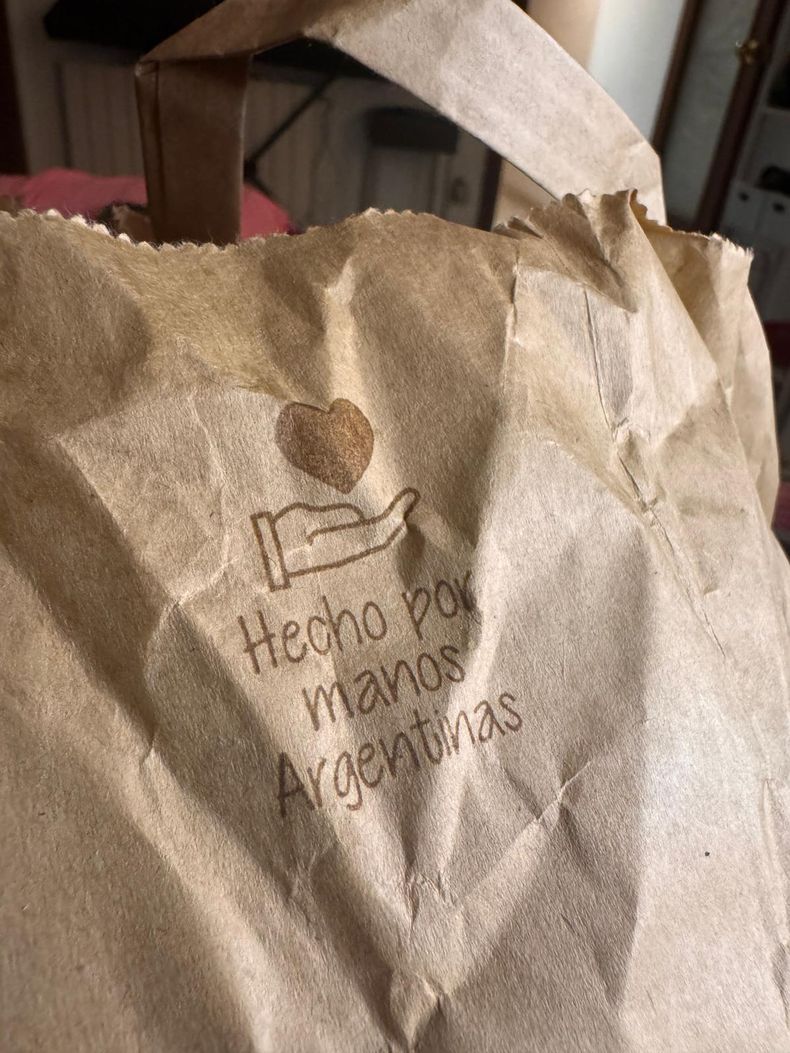 Hecho por
manos
Argentinas